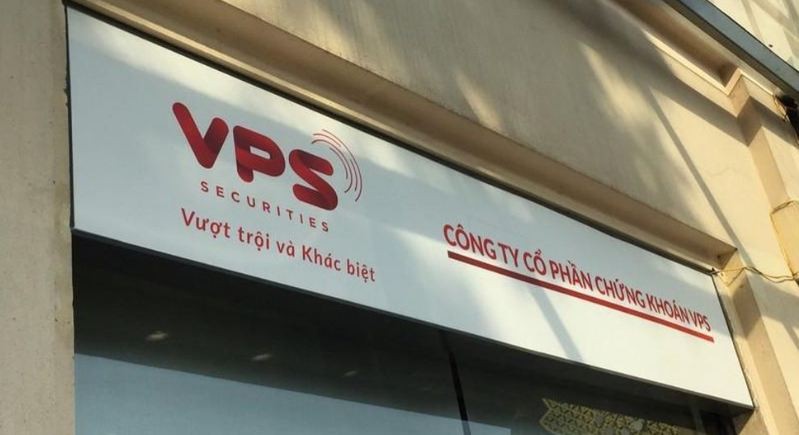 VPS
SECURITIES
Vượt trội và Khác biệt
CÔNG TY CỔ PHẦN CHỨNG KHOÁN VPS